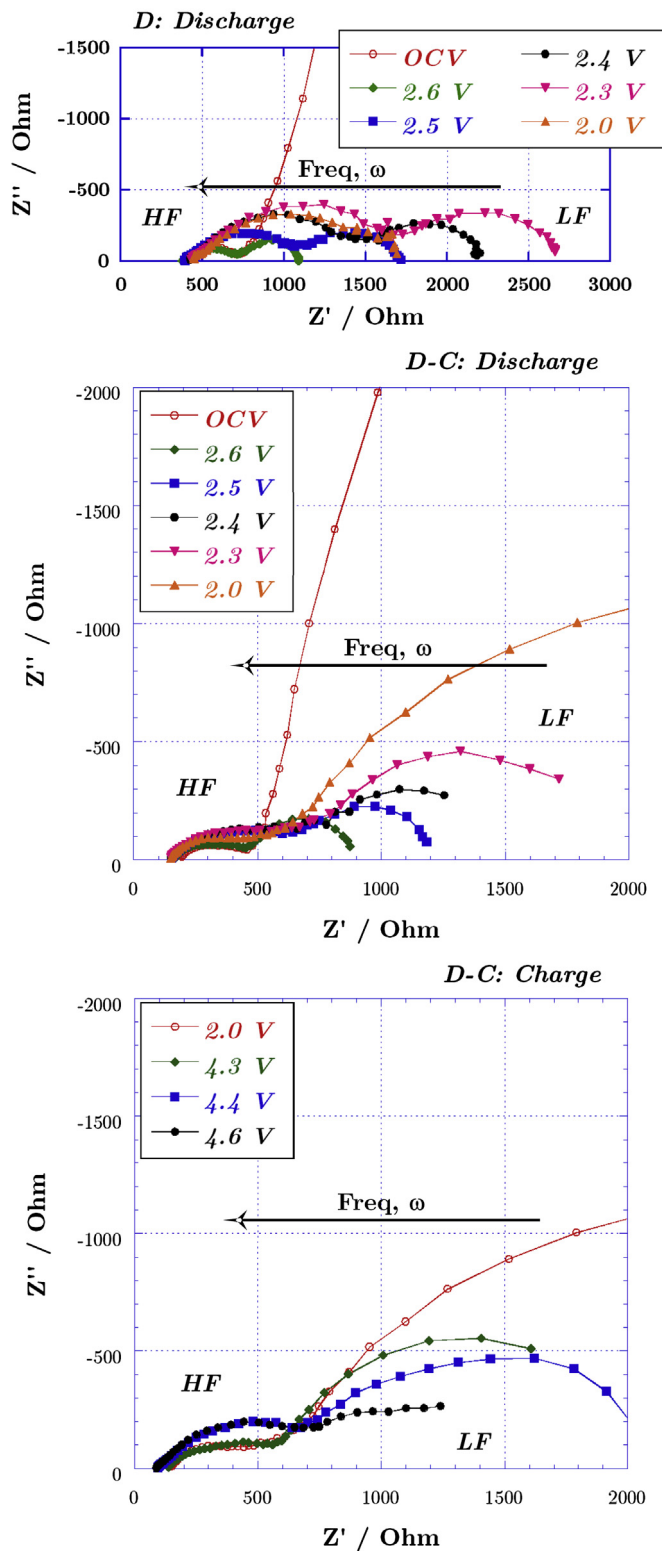 D: Discharge
-1500
-1000
-500
0
Z'' / Ohm
OCV
2.6 V
2.5 V
2.4 V
2.3 V
2.0 V
Freq, ω
HF
LF
0 500 1000 1500 2000 2500 3000
Z' / Ohm
D-C: Discharge
-2000
-1500
-1000
-500
0
Z'' / Ohm
OCV
2.6 V
2.5 V
2.4 V
2.3 V
2.0 V
Freq, ω
LF
HF
0 500 1000 1500 2000
Z' / Ohm
D-C: Charge
-2000
-1500
-1000
-500
0
Z'' / Ohm
2.0 V
4.3 V
4.4 V
4.6 V
Freq, ω
HF
LF
0 500 1000 1500 2000
Z' / Ohm